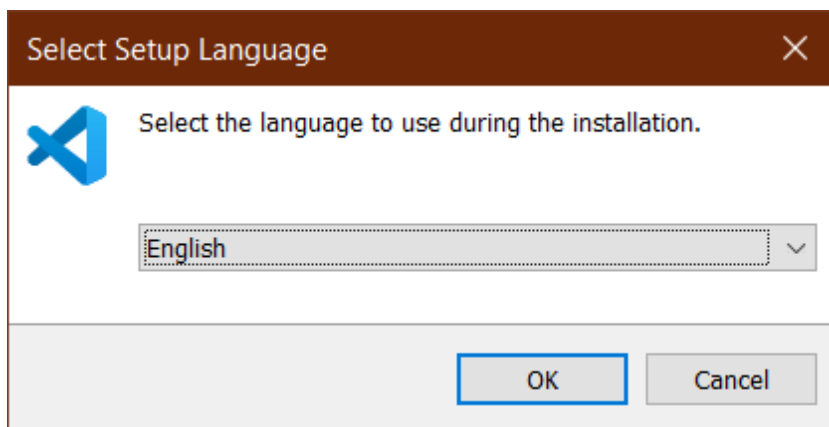 Select Setup Language
Select the language to use during the installation.
English
OK
Cancel